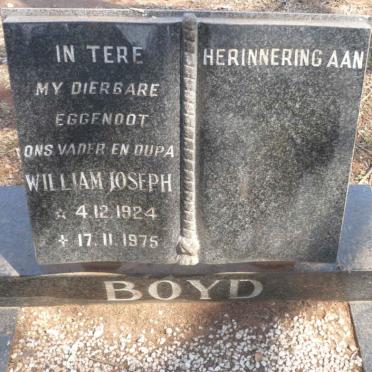 IN TERE HERINNERING AAN
MY DIERBARE
EGGENOOT
ONS VADER EN OUPA
WILLIAM JOSEPH
☆ 4.12.1924
✝ 17.11.1975
BOYD